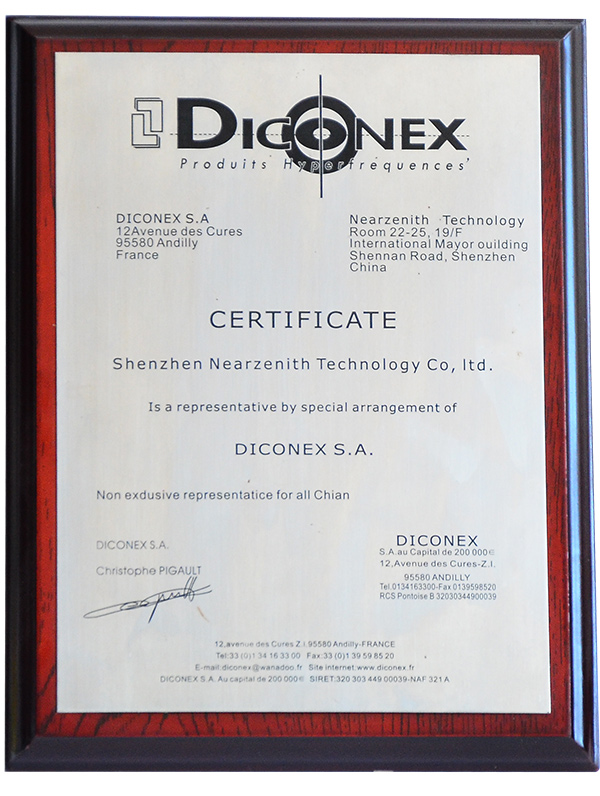 DICONEX
Produits Hyperfrequences'
DICONEX S.A
12Avenue des Cures
95580 Andilly
France
Nearzenith Technology
Room 22-25, 19/F
International Mayor ouilding
Shennan Road, Shenzhen
China
CERTIFICATE
Shenzhen Nearzenith Technology Co, ltd.
Is a representative by special arrangement of
DICONEX S.A.
Non exdusive representatice for all Chian
DICONEX S.A.
Christophe PIGAULT
DICONEX
S.A.au Capital de 200 000€
12,Avenue des Cures-Z.I.
95580 ANDILLY
Tel.0134163300-Fax 0139598520
RCS Pontoise B 32030344900039
12,avenue des Cures Z.I.95580 Andilly-FRANCE
Tel:33 (0)1 34 16 33 00 Fax:33 (0)1 39 59 85 20
E-mail:diconex@wanadoo.fr Site internet:www.diconex.fr
DICONEX S.A. Au capital de 200 000€ SIRET:320 303 449 00039-NAF 321A